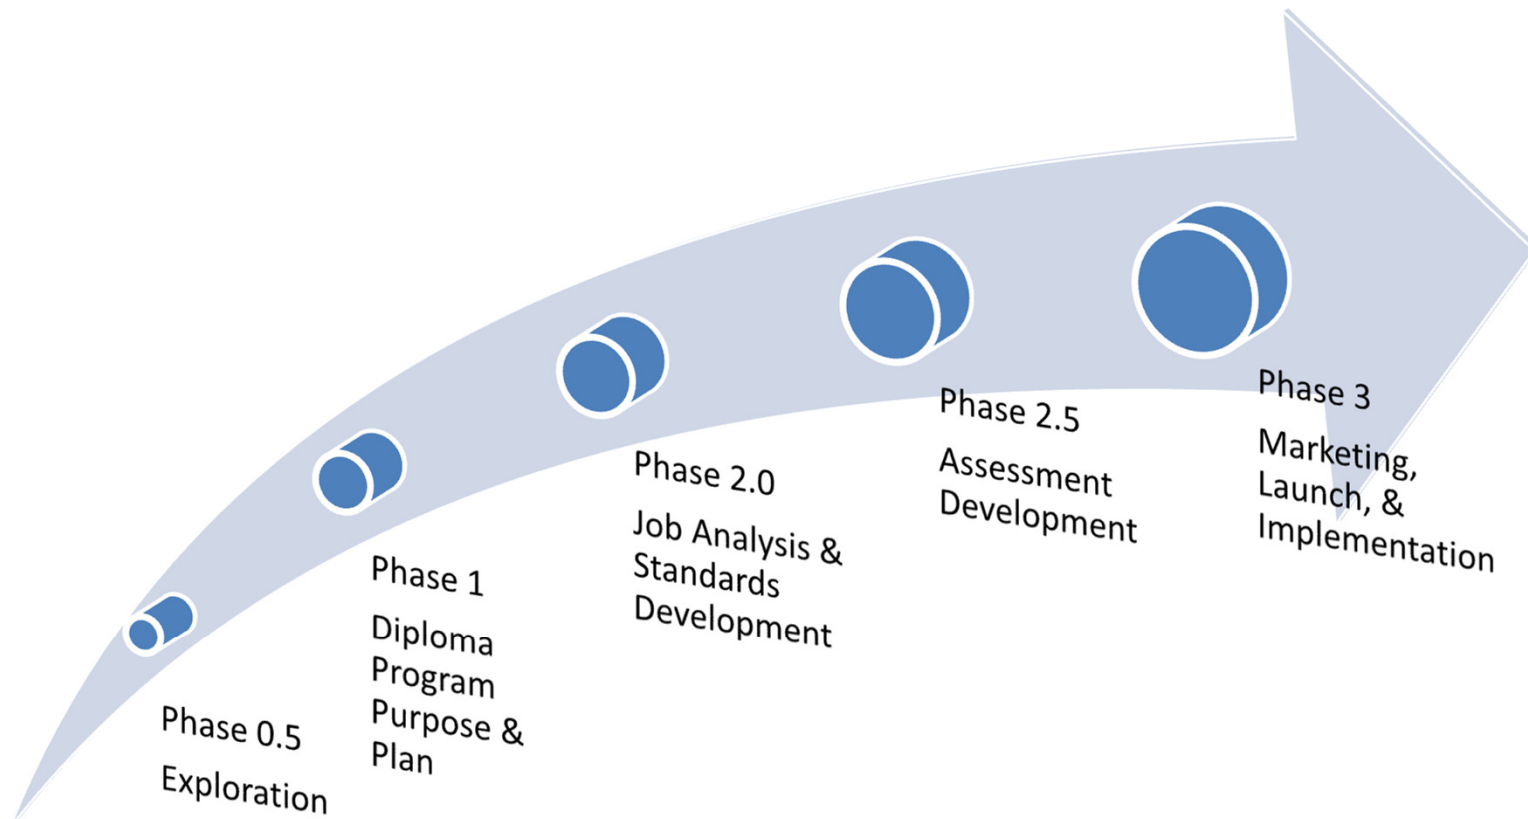 Phase 0.5
Exploration
Phase 1
Diploma
Program
Purpose &
Plan
Phase 2.0
Job Analysis &
Standards
Development
Phase 2.5
Assessment
Development
Phase 3
Marketing,
Launch, &
Implementation